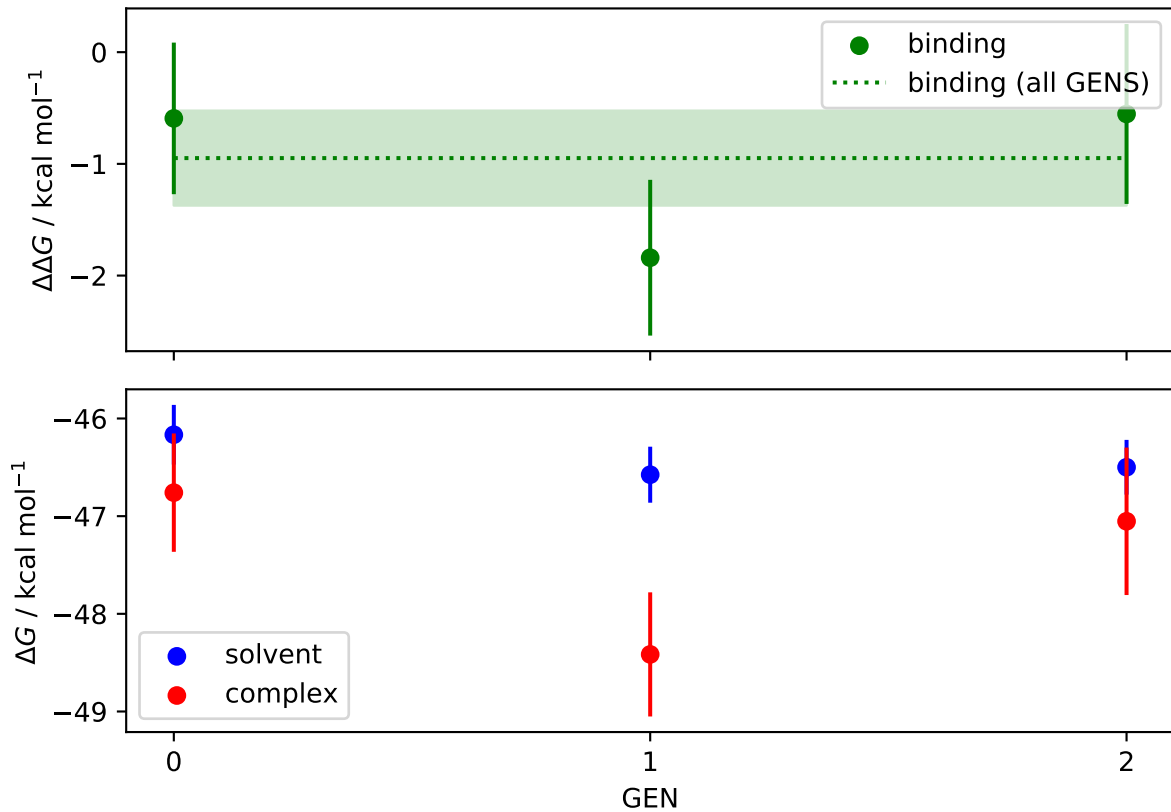 0
−1
−2
ΔΔG / kcal mol⁻¹
binding
binding (all GENS)
−46
−47
−48
−49
ΔG / kcal mol⁻¹
solvent
complex
0 1 2
GEN